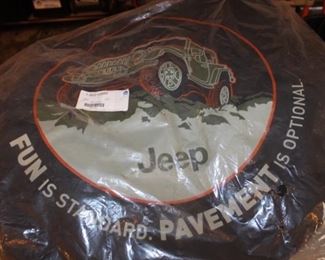 Jeep
FUN IS STANDARD. PAVEMENT IS OPTIONAL.